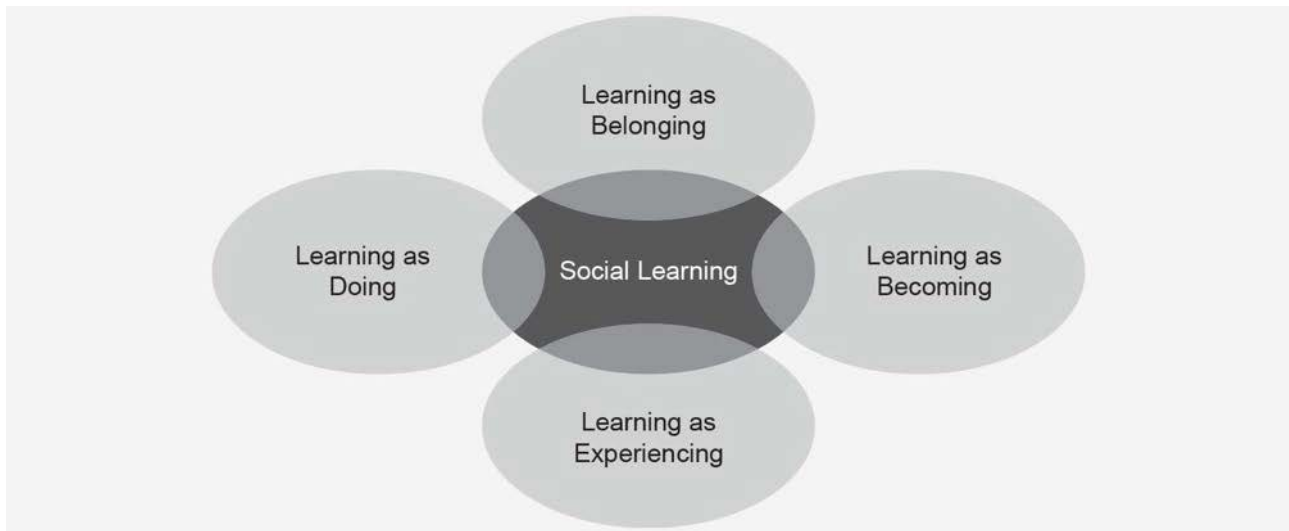 Learning as
Belonging
Learning as
Doing
Social Learning
Learning as
Becoming
Learning as
Experiencing